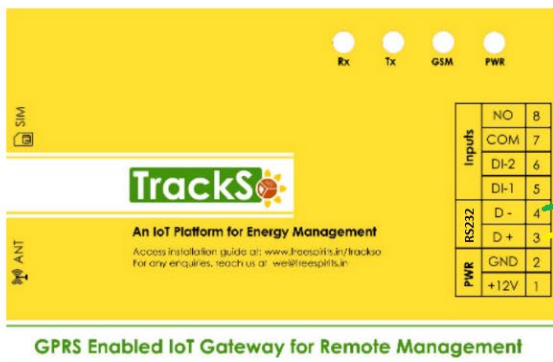 Rx Tx GSM PWR
SIM
NO 8
COM 7
DI-2 6
DI-1 5
Inputs
D - 4
D + 3
RS232
GND 2
+12V 1
PWR
TrackSo
An IoT Platform for Energy Management
Access installation guide at: www.treespirits.in/trackso
For any enquiries, reach us at we@treespirits.in
ANT
GPRS Enabled IoT Gateway for Remote Management